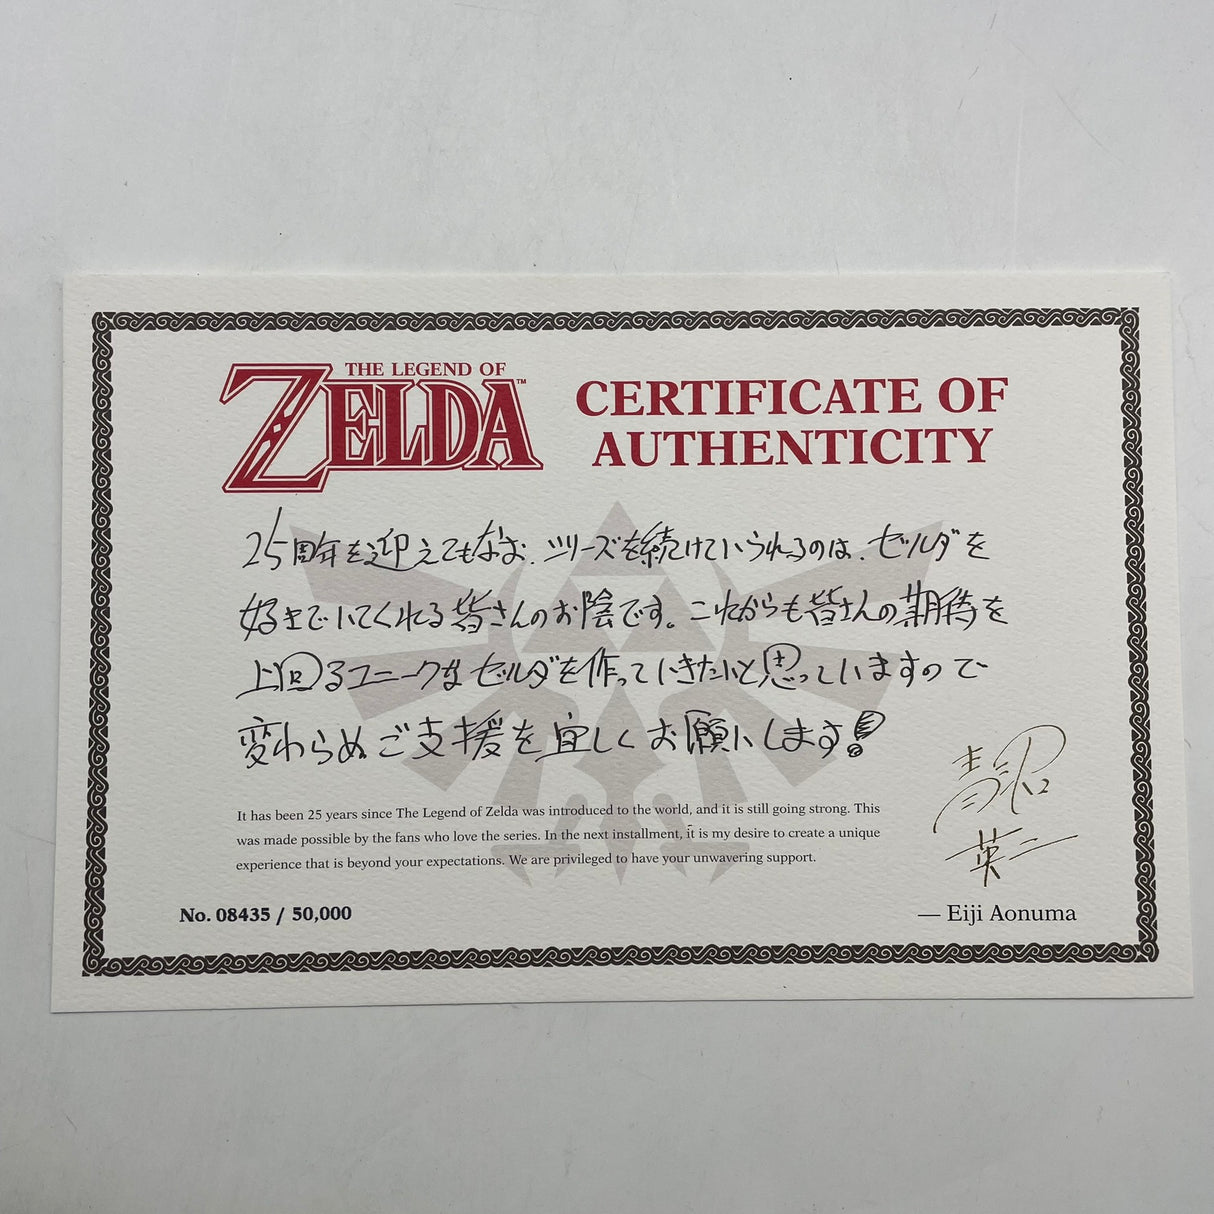 THE LEGEND OF
ZELDA™
CERTIFICATE OF
AUTHENTICITY
25周年を迎えてもなお、シリーズを続けていられるのは、ゼルダを
好きでいてくれる皆さんのお陰です。これからも皆さんの期待を
上回るユニークなゼルダを作っていきたいと思っていますので
変わらぬご支援を宜しくお願いします!
It has been 25 years since The Legend of Zelda was introduced to the world, and it is still going strong. This
was made possible by the fans who love the series. In the next installment, it is my desire to create a unique
experience that is beyond your expectations. We are privileged to have your unwavering support.
青沼
英二
No. 08435 / 50,000
— Eiji Aonuma